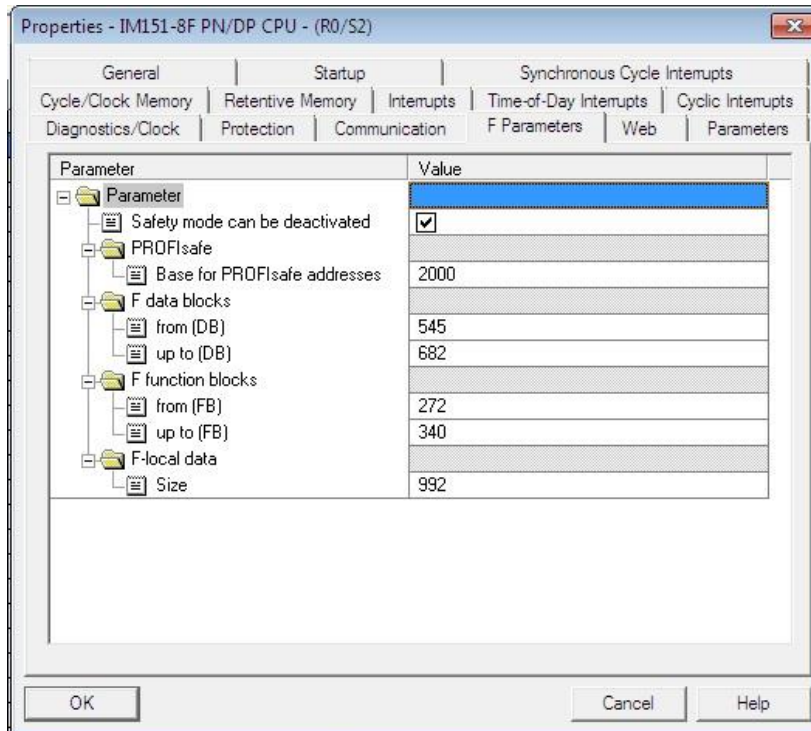 Properties - IM151-8F PN/DP CPU - (R0/S2)
General Startup Synchronous Cycle Interrupts
Cycle/Clock Memory Retentive Memory Interrupts Time-of-Day Interrupts Cyclic Interrupts
Diagnostics/Clock Protection Communication F Parameters Web Parameters
Parameter Value
Parameter
Safety mode can be deactivated
PROFIsafe
Base for PROFIsafe addresses 2000
F data blocks
from (DB) 545
up to (DB) 682
F function blocks
from (FB) 272
up to (FB) 340
F-local data
Size 992
OK Cancel Help